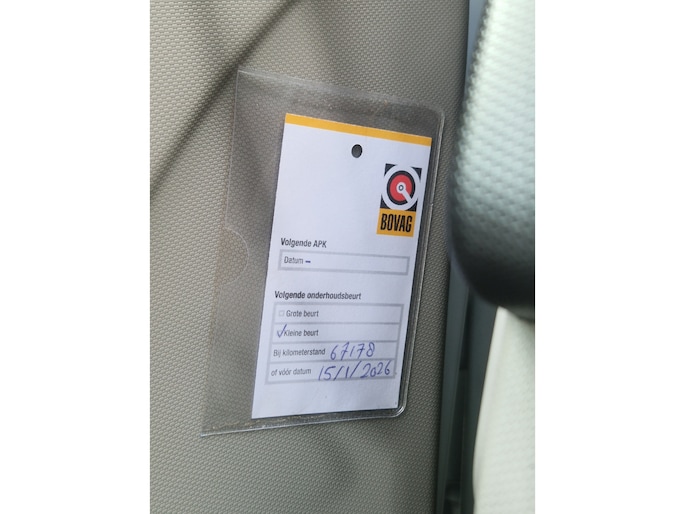 BOVAG
Volgende APK
Datum –
Volgende onderhoudsbeurt
Grote beurt
✓ Kleine beurt
Bij kilometerstand 67178
of vóór datum 15/1/2026